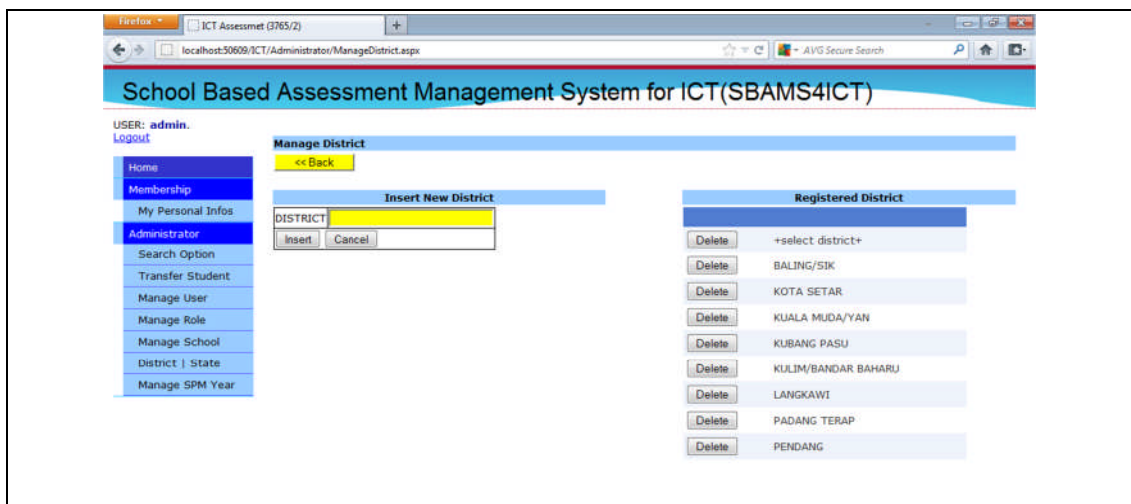 Firefox
ICT Assessmet (3765/2)
+
localhost:50609/ICT/Administrator/ManageDistrict.aspx
AVG Secure Search
School Based Assessment Management System for ICT(SBAMS4ICT)
USER: admin.
Logout
Home
Membership
My Personal Infos
Administrator
Search Option
Transfer Student
Manage User
Manage Role
Manage School
District | State
Manage SPM Year
Manage District
<< Back
Insert New District
DISTRICT
Insert Cancel
Registered District
Delete +select district+
Delete BALING/SIK
Delete KOTA SETAR
Delete KUALA MUDA/YAN
Delete KUBANG PASU
Delete KULIM/BANDAR BAHARU
Delete LANGKAWI
Delete PADANG TERAP
Delete PENDANG